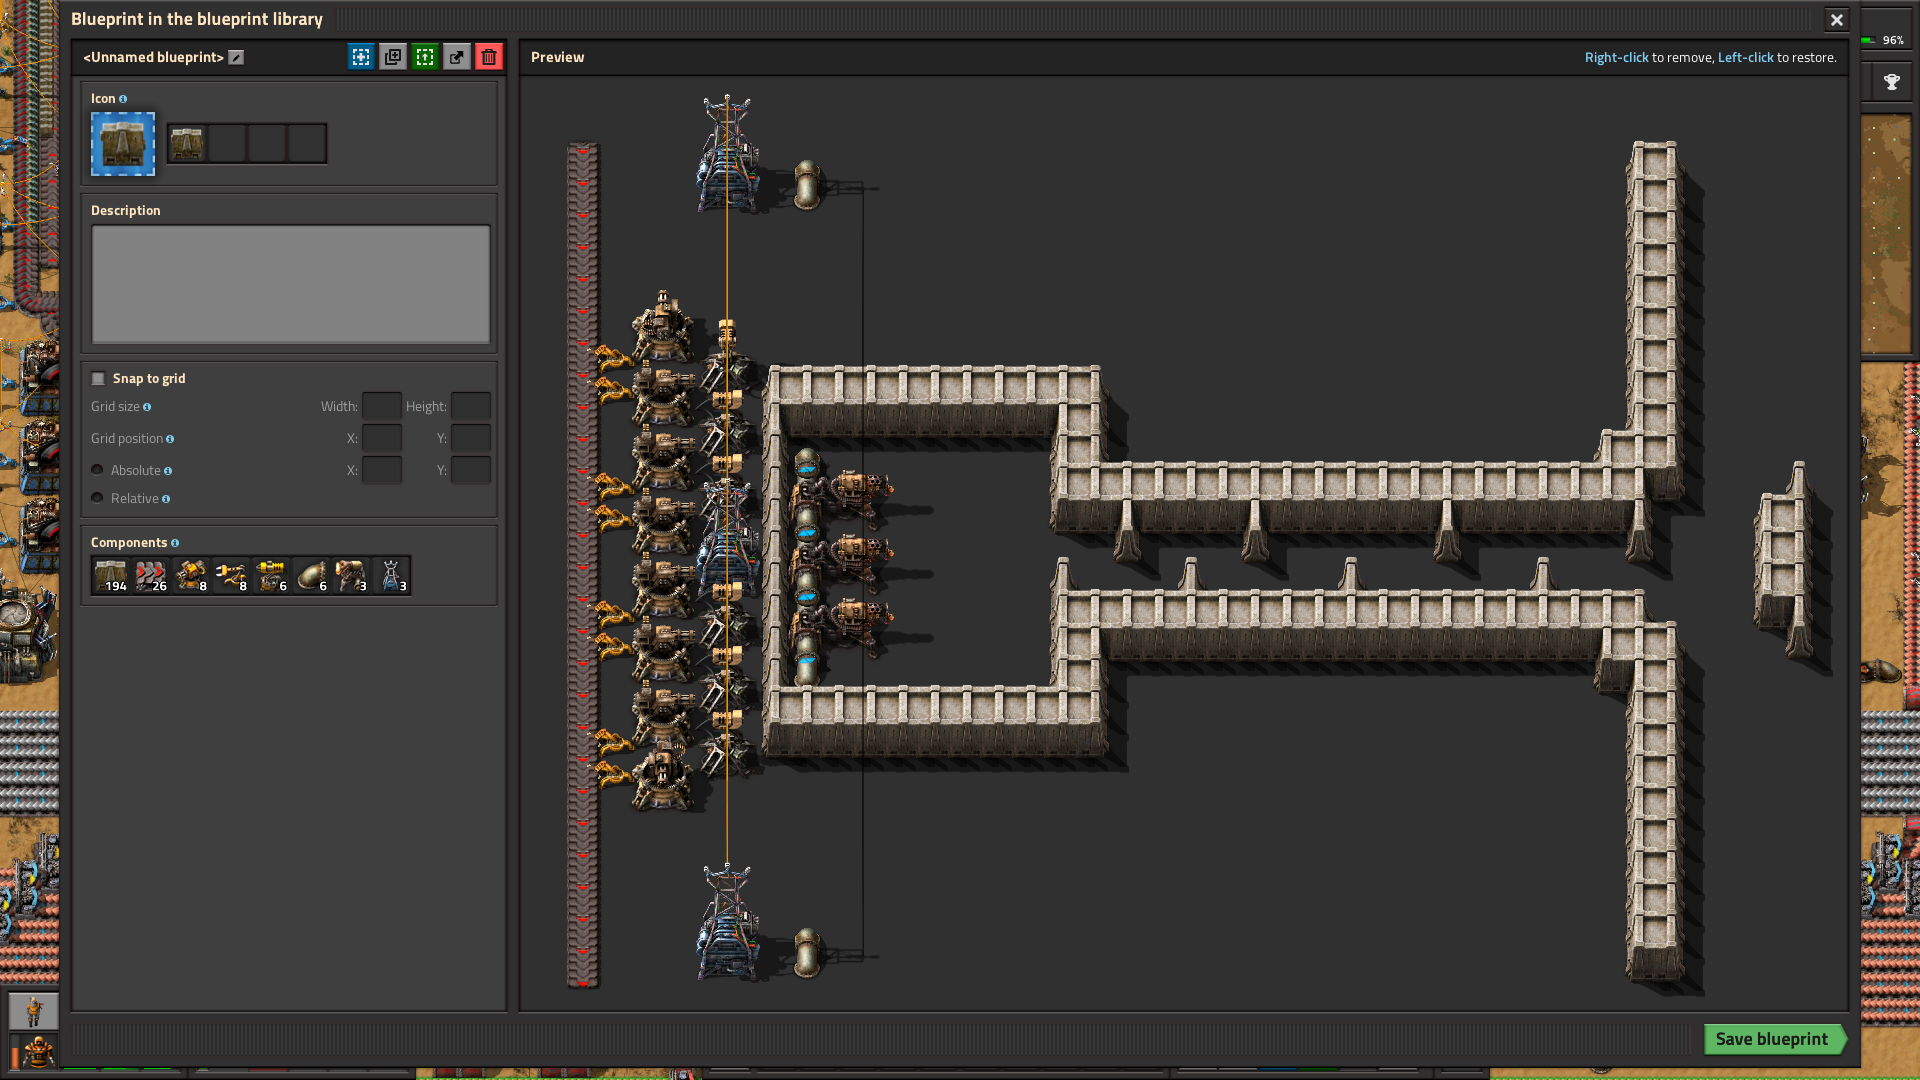 Blueprint in the blueprint library
<Unnamed blueprint>
Preview
Right-click to remove, Left-click to restore.
96%
Icon
Description
Snap to grid
Grid size Width: Height:
Grid position X: Y:
Absolute X: Y:
Relative
Components
194 26 8 8 6 6 3 3
Save blueprint